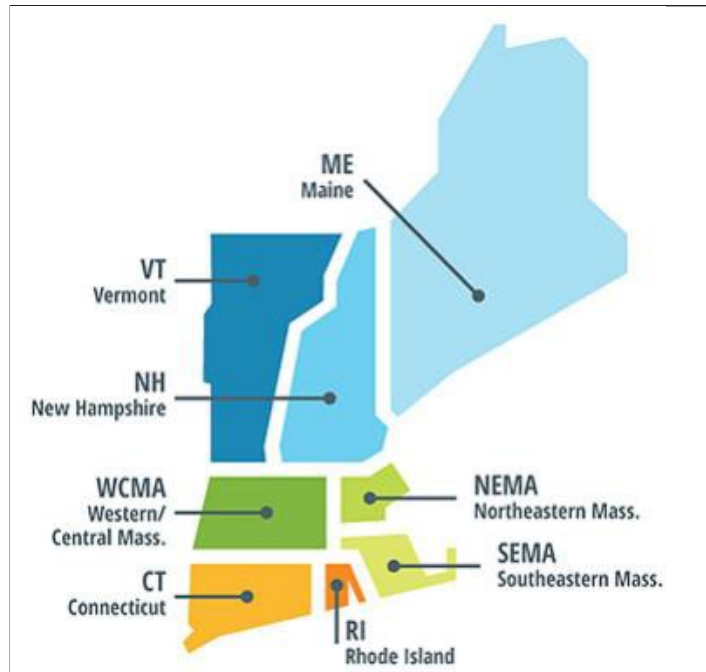 ME
Maine
VT
Vermont
NH
New Hampshire
WCMA
Western/
Central Mass.
NEMA
Northeastern Mass.
SEMA
Southeastern Mass.
CT
Connecticut
RI
Rhode Island